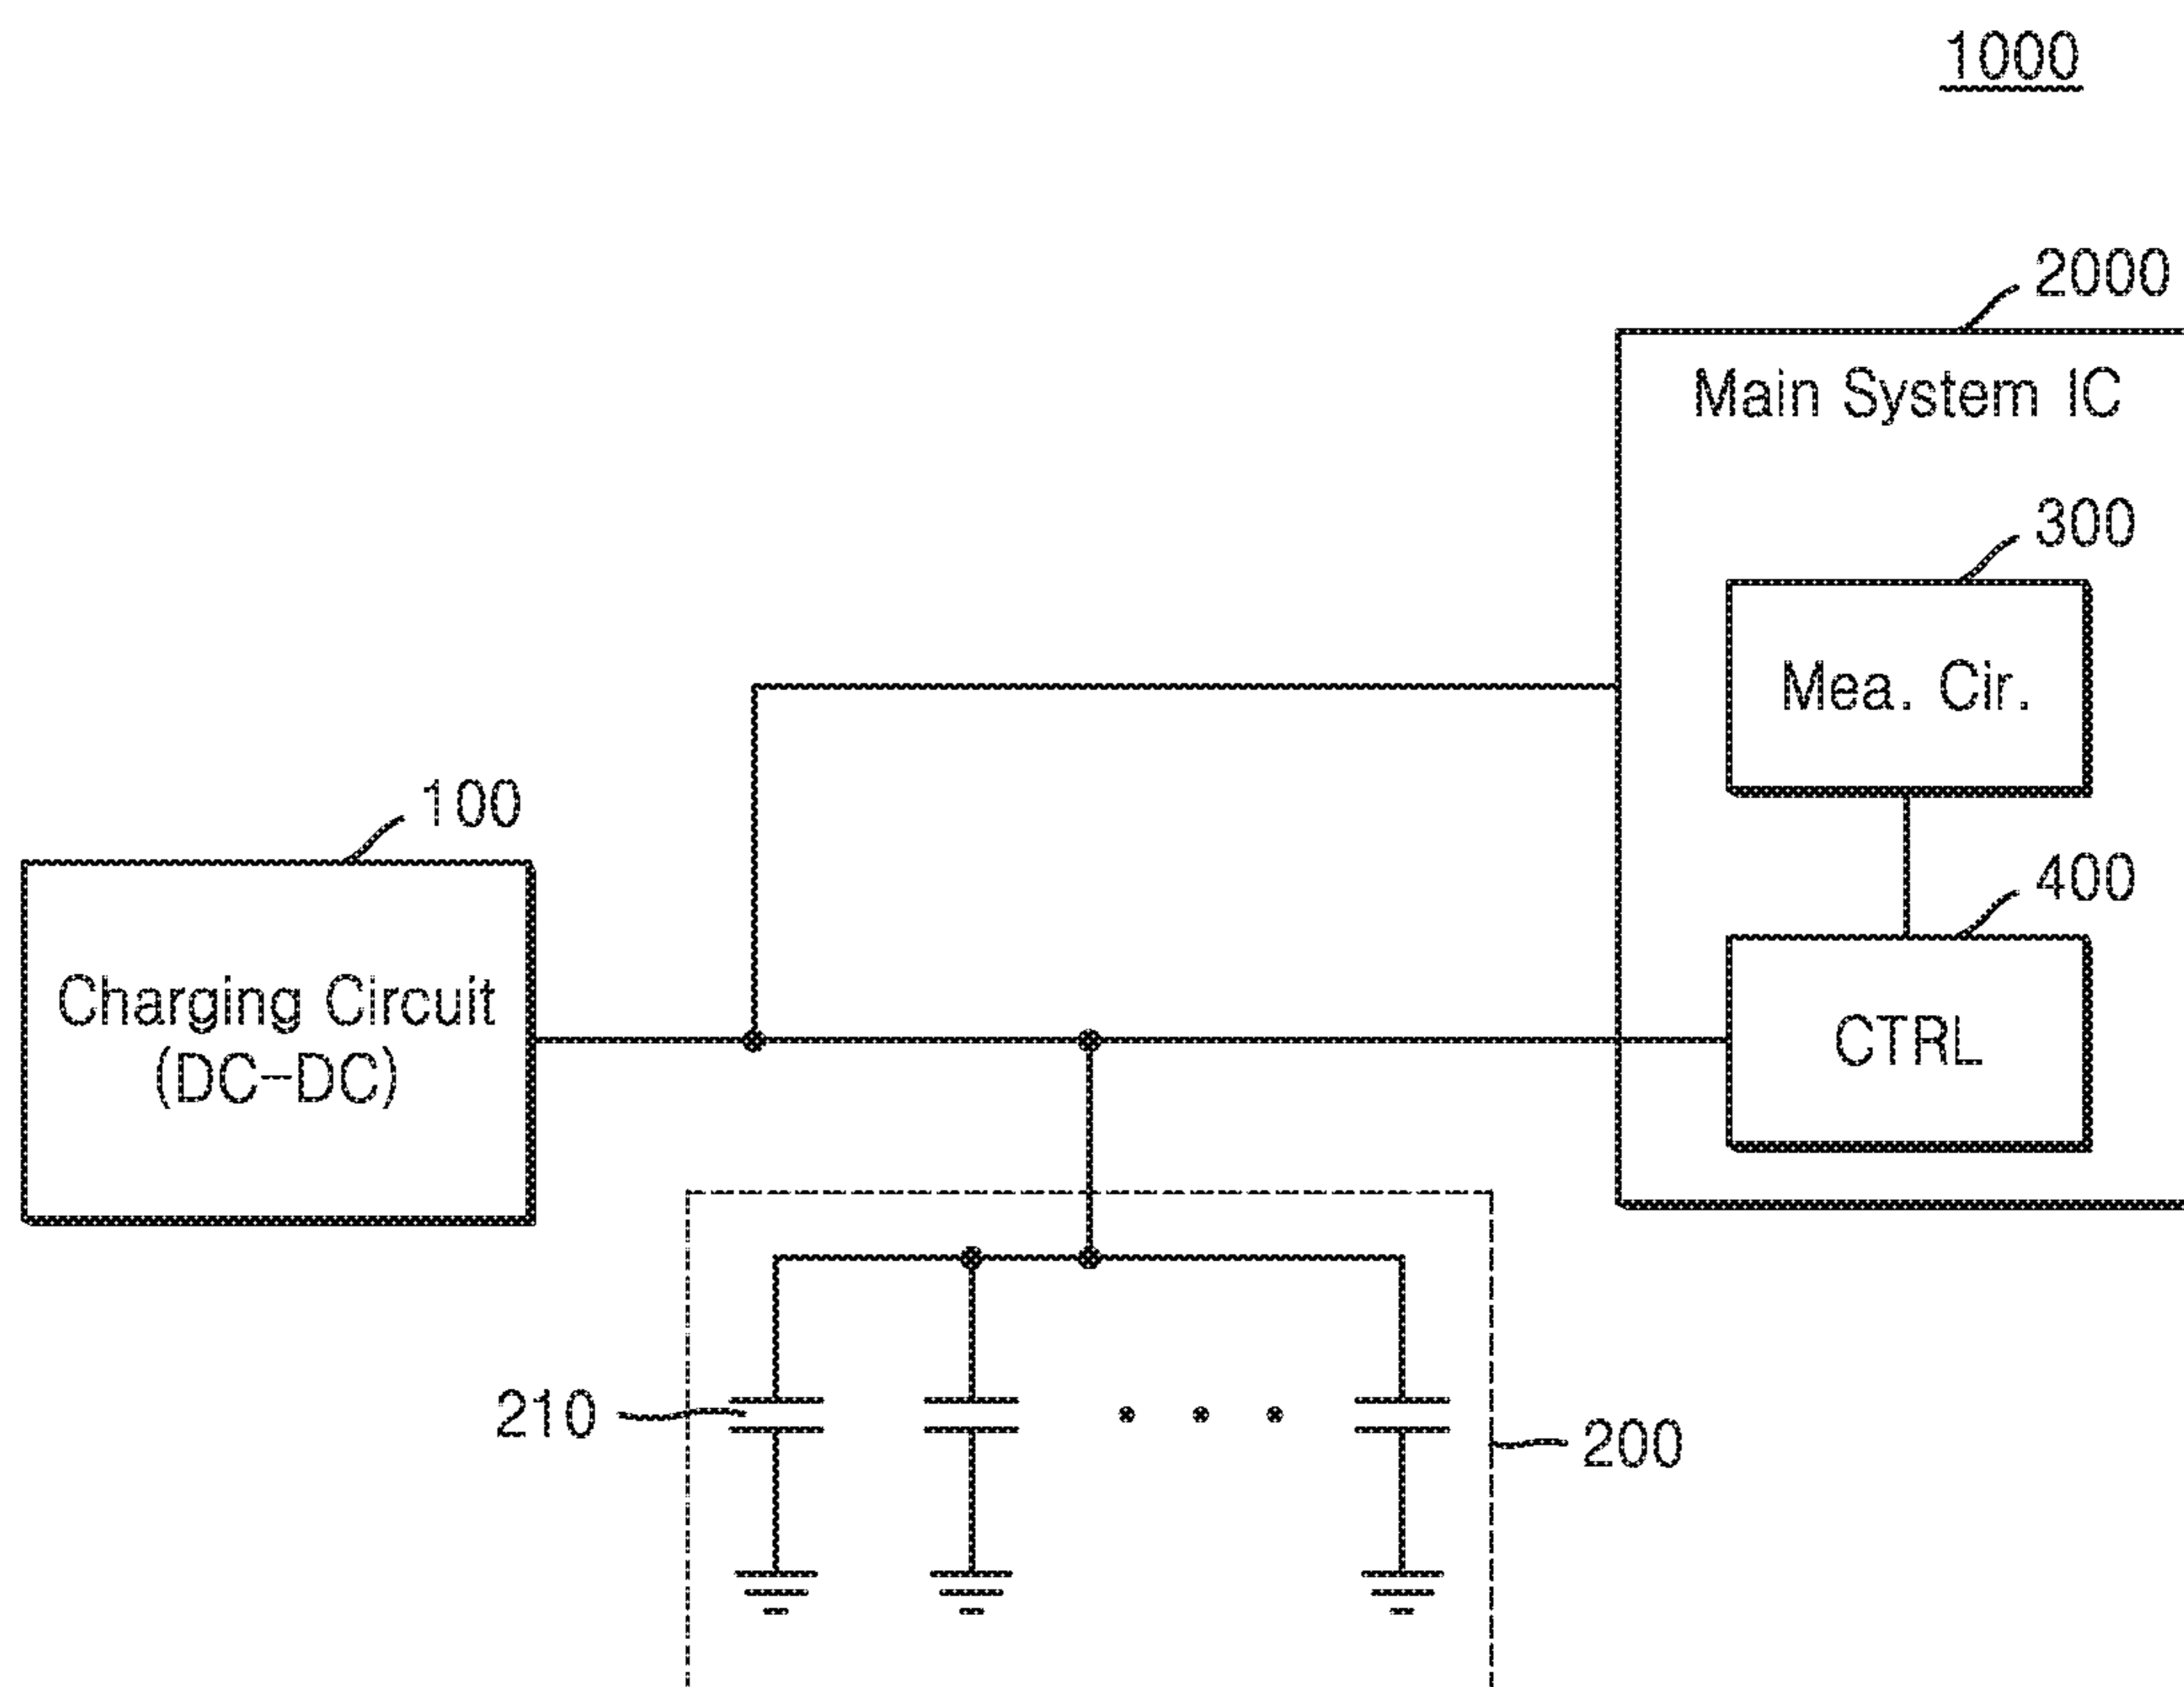 1000
2000
Main System IC
300
Mea. Cir.
100
400
Charging Circuit
(DC-DC)
CTRL
210
200